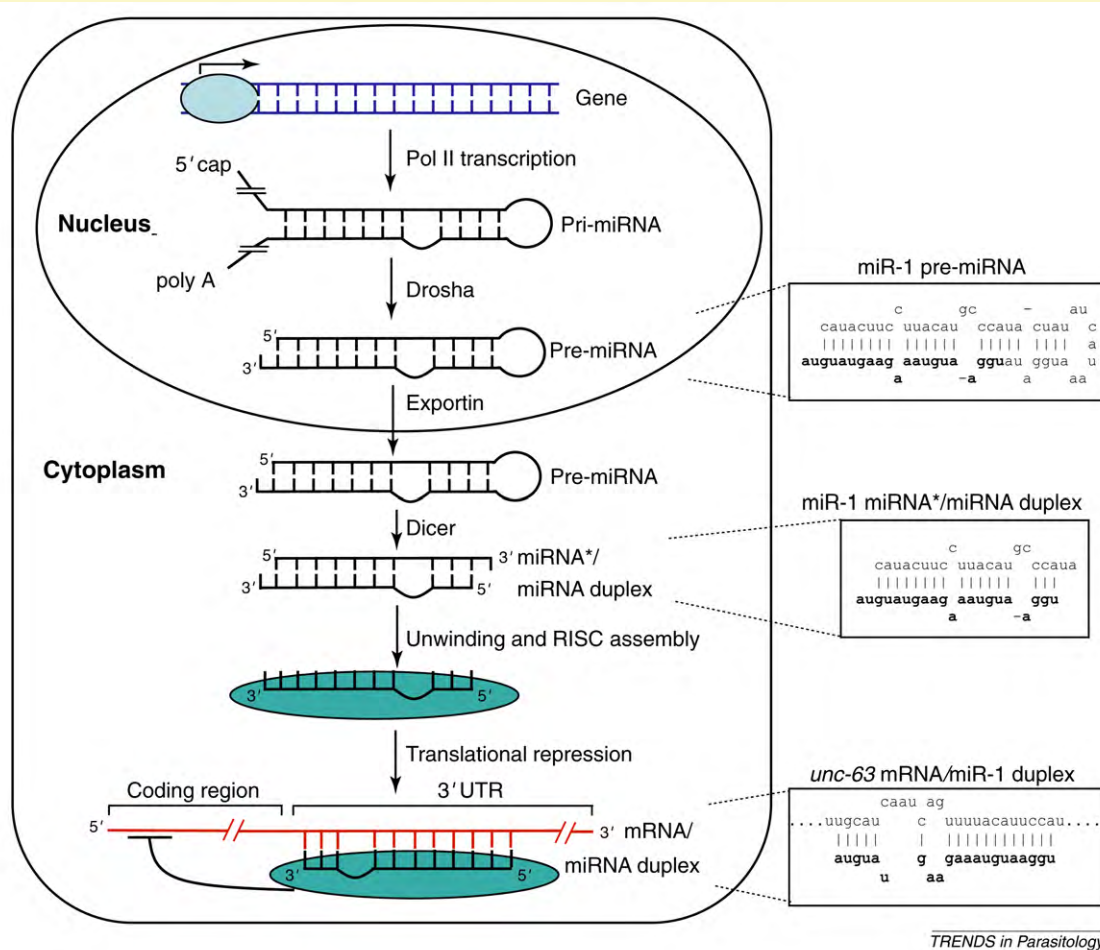 Gene
Pol II transcription
5' cap
Nucleus
Pri-miRNA
poly A
Drosha
5'
Pre-miRNA
3'
Exportin
Cytoplasm
5'
Pre-miRNA
3'
Dicer
5'
3' miRNA*/
3'
5' miRNA duplex
Unwinding and RISC assembly
3'
5'
Translational repression
Coding region
3' UTR
5'
3' mRNA/
miRNA duplex
3'
5'
miR-1 pre-miRNA
c gc – au
cauacuuc uuacau ccaua cuau c
a
auguaugaag aaugua gguau ggua u
a –a a aa
miR-1 miRNA*/miRNA duplex
c gc
cauacuuc uuacau ccaua
auguaugaag aaugua ggu
a –a
unc-63 mRNA/miR-1 duplex
caau ag
....uugcau c uuuuacauuccau....
augua g gaaauguaaggu
u aa
TRENDS in Parasitology